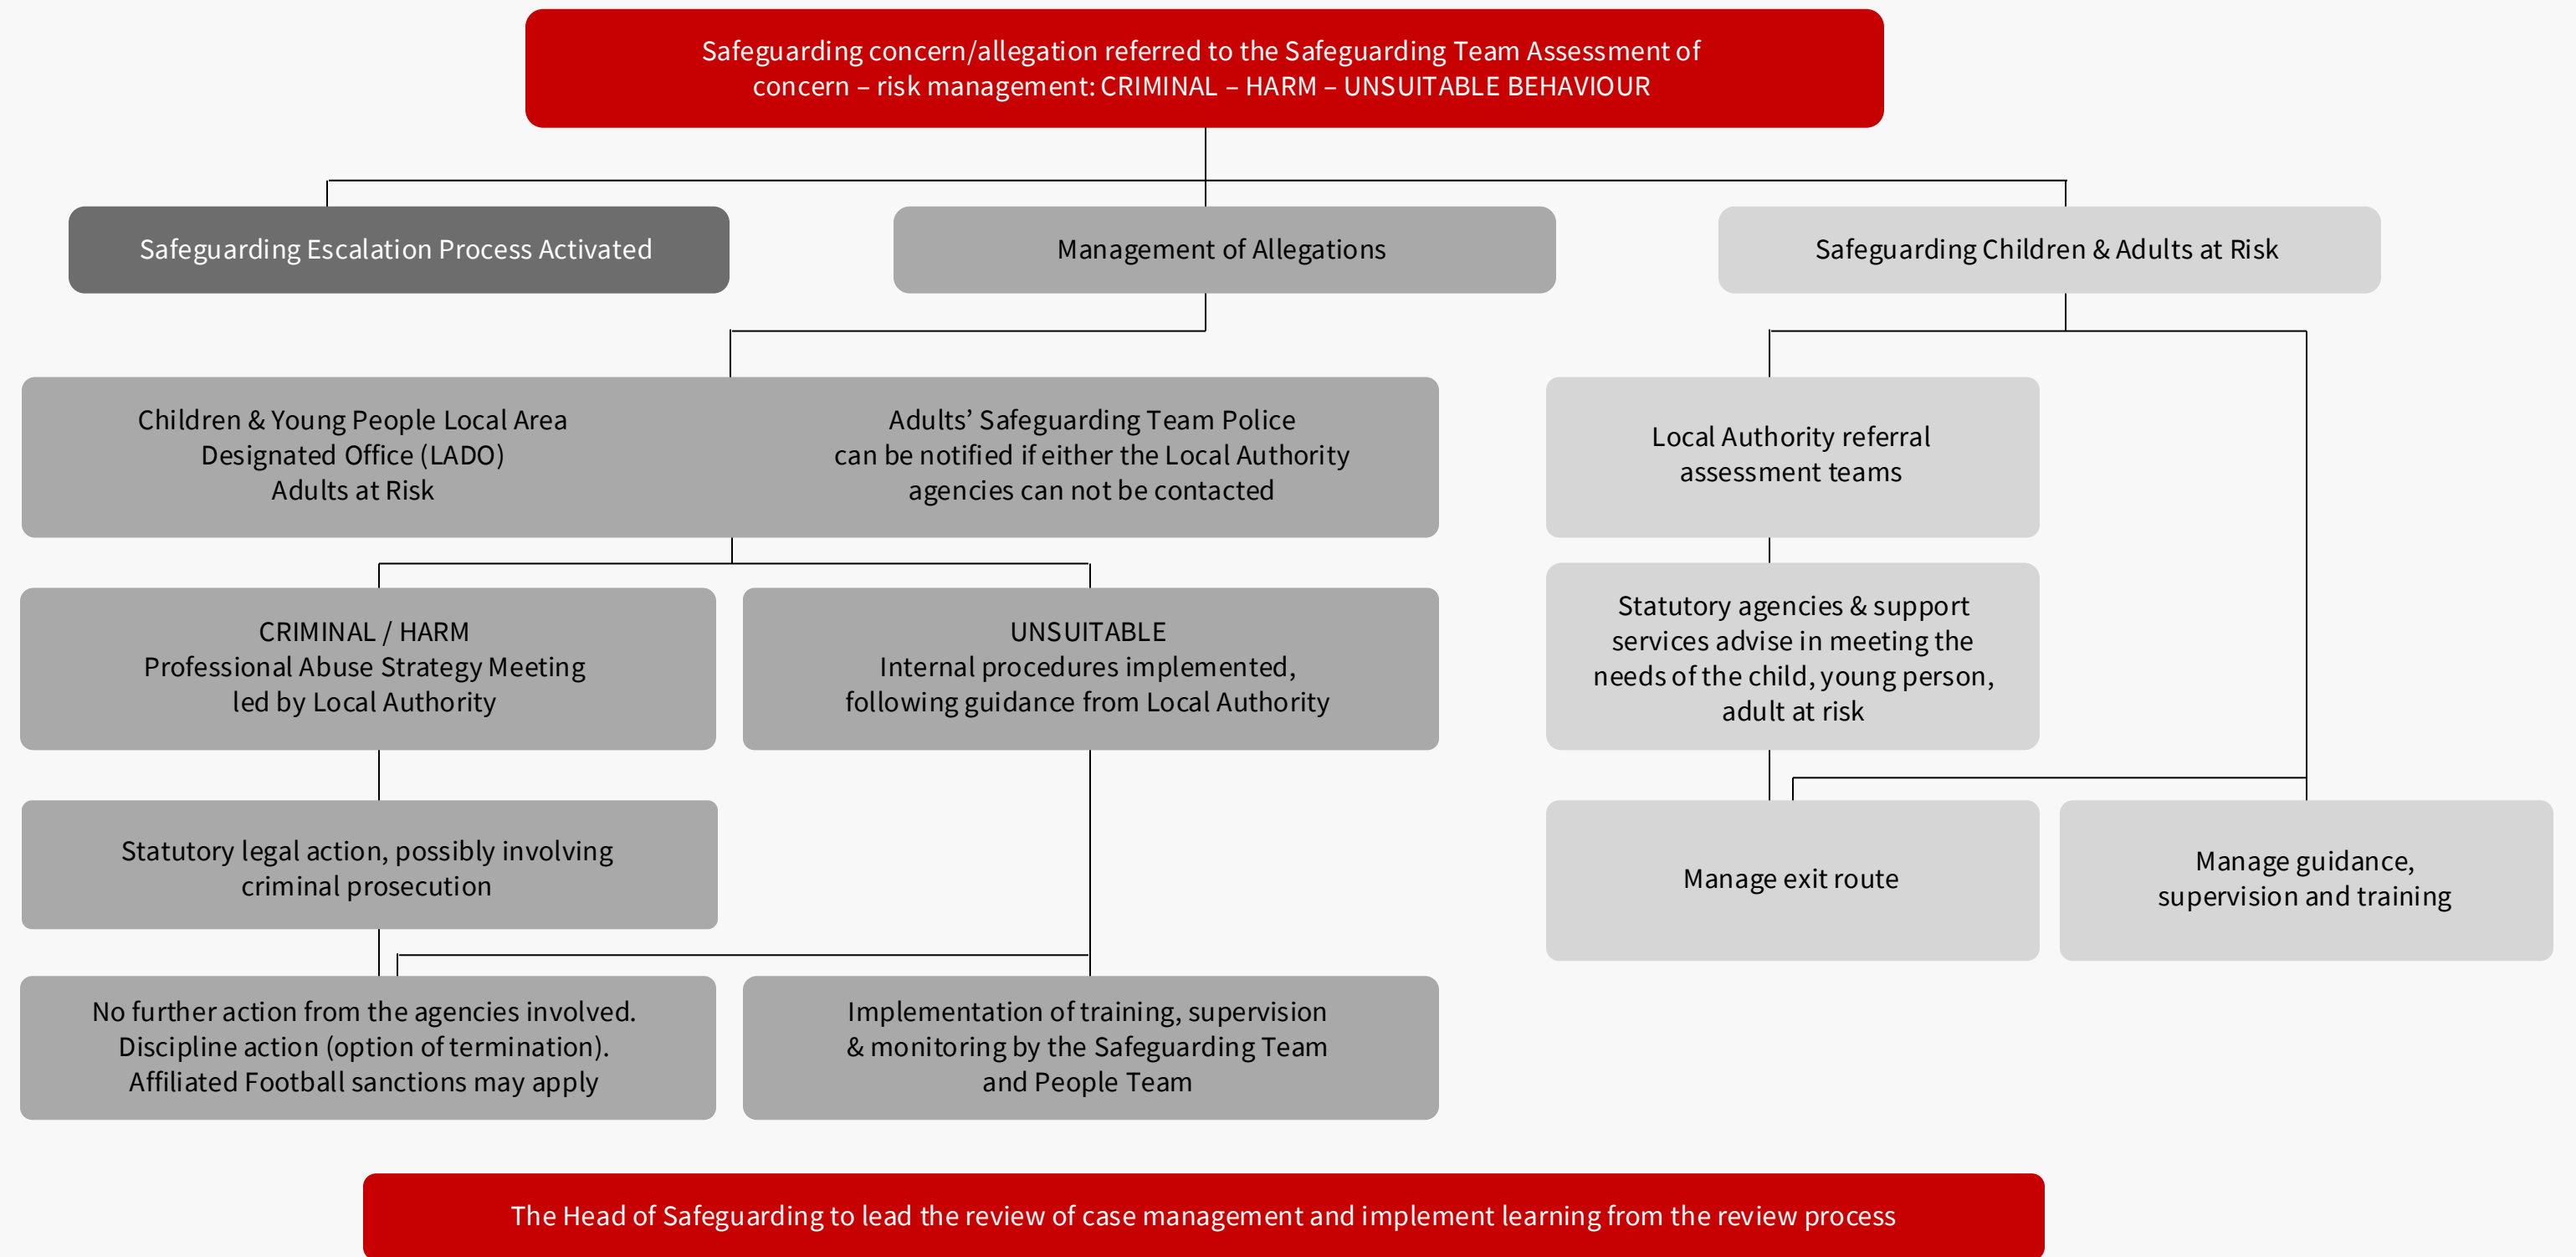 Safeguarding concern/allegation referred to the Safeguarding Team Assessment of
concern – risk management: CRIMINAL – HARM – UNSUITABLE BEHAVIOUR
Safeguarding Escalation Process Activated
Management of Allegations
Safeguarding Children & Adults at Risk
Children & Young People Local Area
Designated Office (LADO)
Adults at Risk
Adults’ Safeguarding Team Police
can be notified if either the Local Authority
agencies can not be contacted
Local Authority referral
assessment teams
CRIMINAL / HARM
Professional Abuse Strategy Meeting
led by Local Authority
UNSUITABLE
Internal procedures implemented,
following guidance from Local Authority
Statutory agencies & support
services advise in meeting the
needs of the child, young person,
adult at risk
Statutory legal action, possibly involving
criminal prosecution
Manage exit route
Manage guidance,
supervision and training
No further action from the agencies involved.
Discipline action (option of termination).
Affiliated Football sanctions may apply
Implementation of training, supervision
& monitoring by the Safeguarding Team
and People Team
The Head of Safeguarding to lead the review of case management and implement learning from the review process